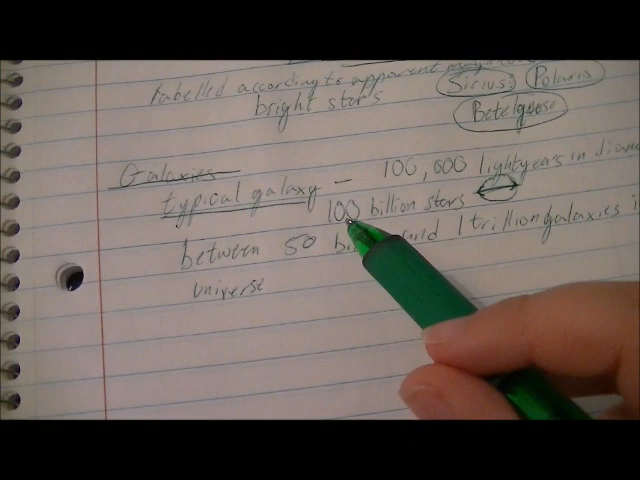 Labelled according to apparent
bright stars
Sirius Polaris
Betelgeuse
Galaxies
typical galaxy - 100,000 lightyears in
100 billion stars
between 50 and 1 trillion galaxies
universe